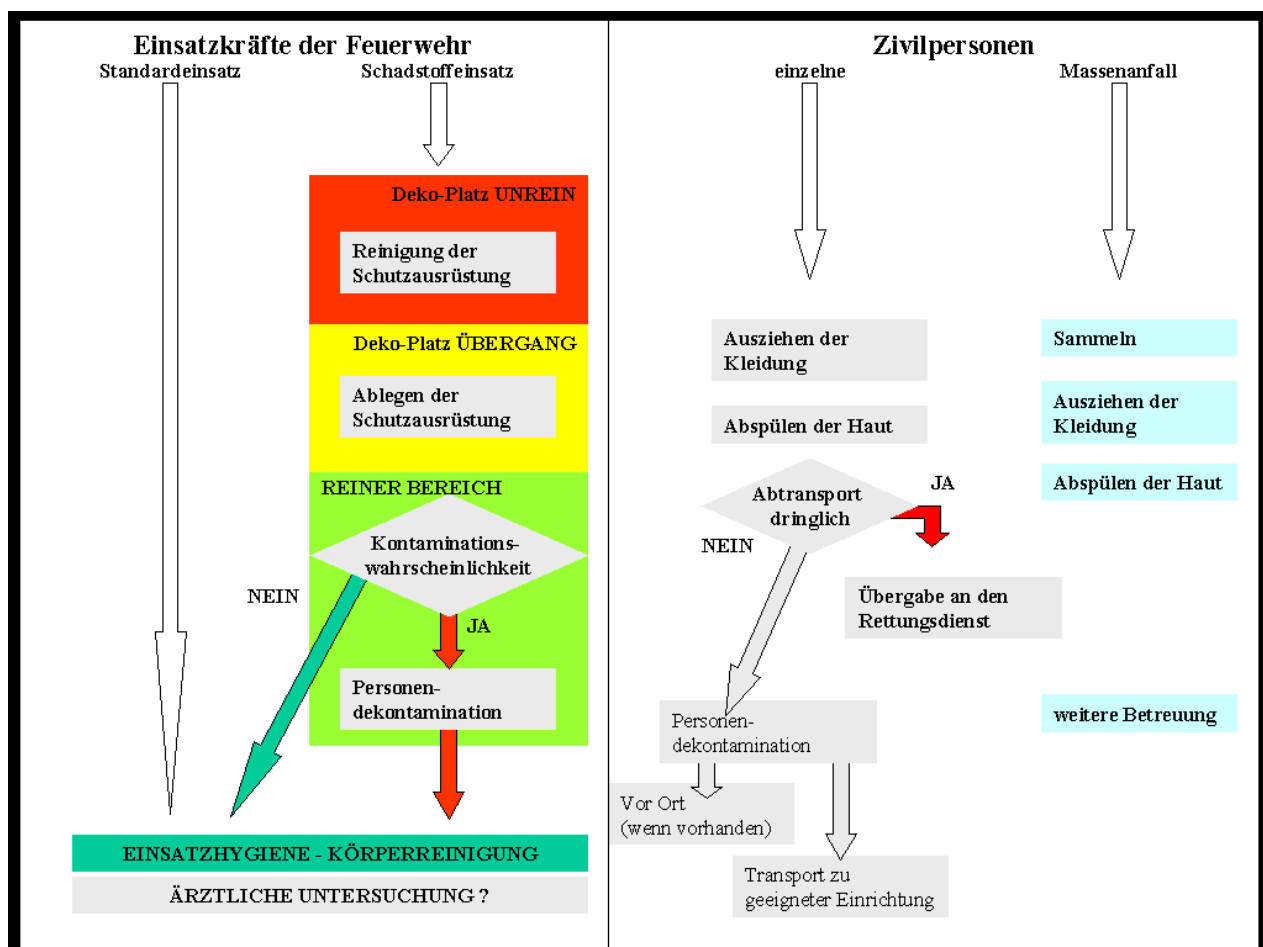 Einsatzkräfte der Feuerwehr
Standardeinsatz
Schadstoffeinsatz
Deko-Platz UNREIN
Reinigung der
Schutzausrüstung
Deko-Platz ÜBERGANG
Ablegen der
Schutzausrüstung
REINER BEREICH
Kontaminations-
wahrscheinlichkeit
NEIN
JA
Personen-
dekontamination
EINSATZHYGIENE - KÖRPERREINIGUNG
ÄRZTLICHE UNTERSUCHUNG ?
Zivilpersonen
einzelne
Massenanfall
Ausziehen der
Kleidung
Abspülen der Haut
Abtransport
dringlich
JA
NEIN
Übergabe an den
Rettungsdienst
Personen-
dekontamination
Vor Ort
(wenn vorhanden)
Transport zu
geeigneter Einrichtung
Sammeln
Ausziehen der
Kleidung
Abspülen der Haut
weitere Betreuung